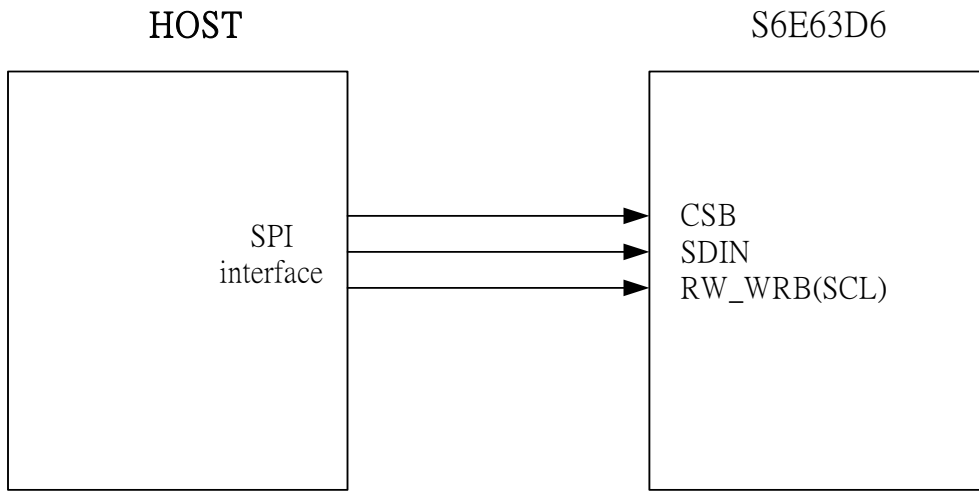 HOST
S6E63D6
SPI
interface
CSB
SDIN
RW_WRB(SCL)